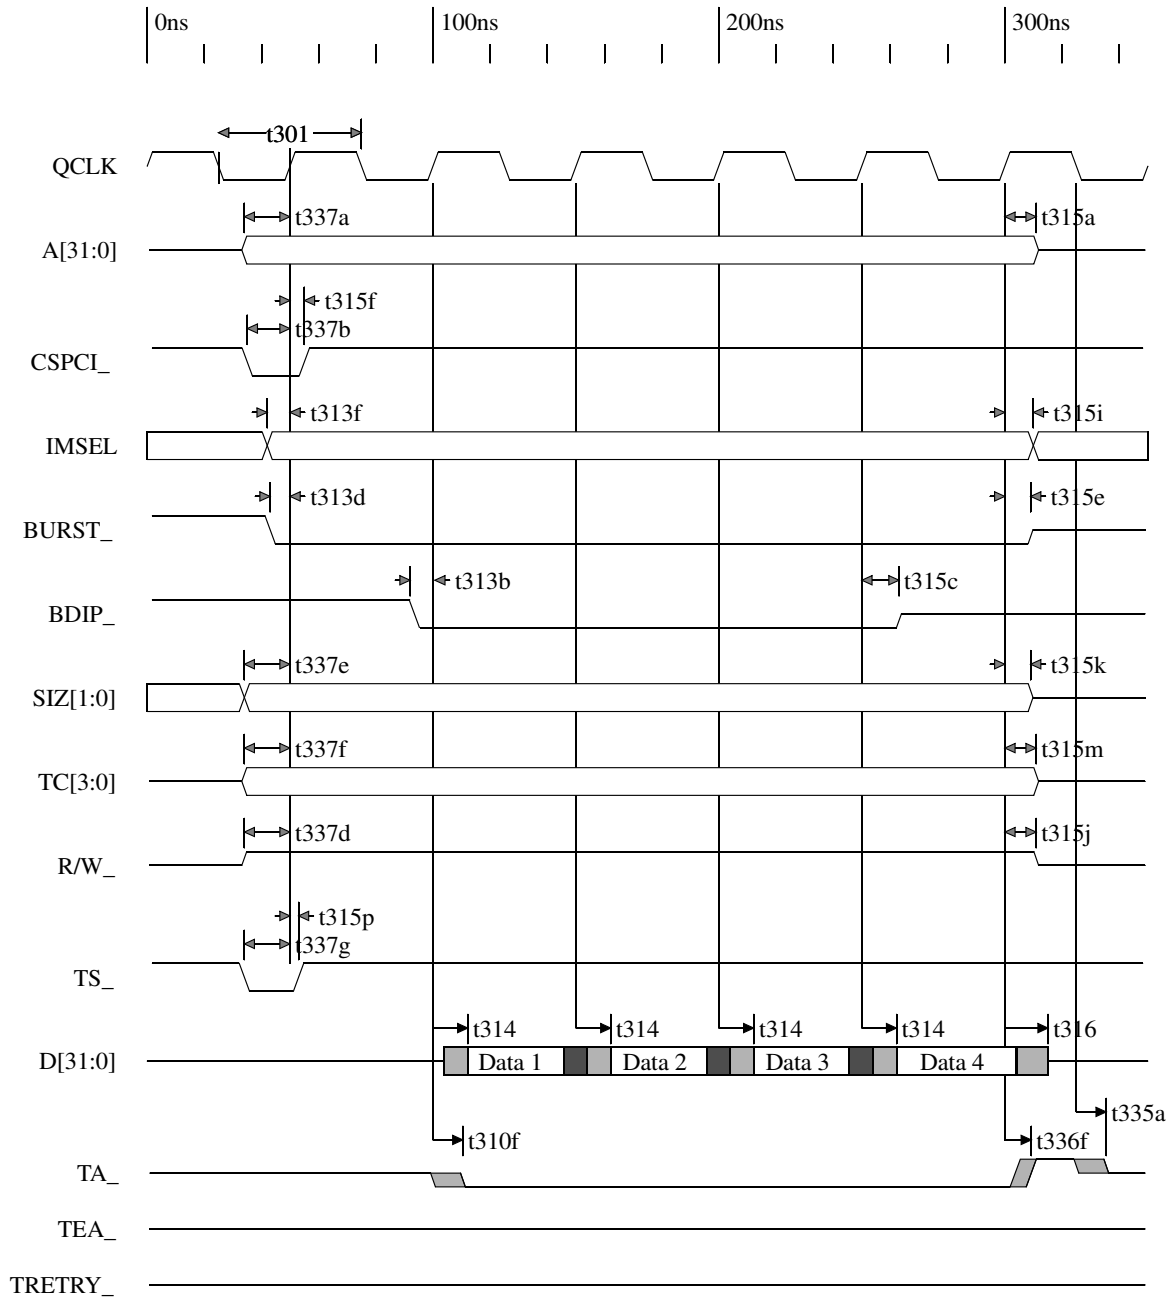 0ns 100ns 200ns 300ns
t301
QCLK
t337a t315a
A[31:0]
t315f
t337b
CSPCI_
t313f t315i
IMSEL
t313d t315e
BURST_
t313b t315c
BDIP_
t337e t315k
SIZ[1:0]
t337f t315m
TC[3:0]
t337d t315j
R/W_
t315p
t337g
TS_
t314 t314 t314 t314 t316
D[31:0] Data 1 Data 2 Data 3 Data 4
t335a
t310f t336f
TA_
TEA_
TRETRY_